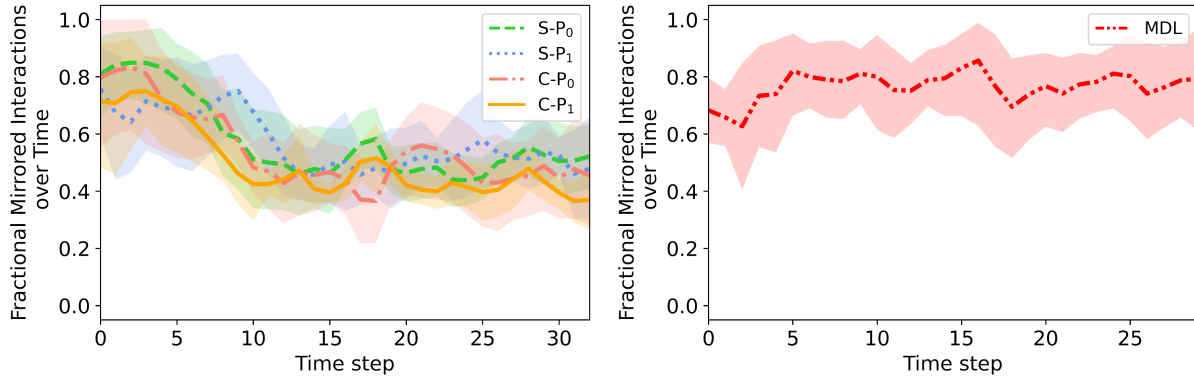 Fractional Mirrored Interactions
over Time
1.0
0.8
0.6
0.4
0.2
0.0
0 5 10 15 20 25 30
Time step
S-P0
S-P1
C-P0
C-P1
Fractional Mirrored Interactions
over Time
1.0
0.8
0.6
0.4
0.2
0.0
0 5 10 15 20 25
Time step
MDL